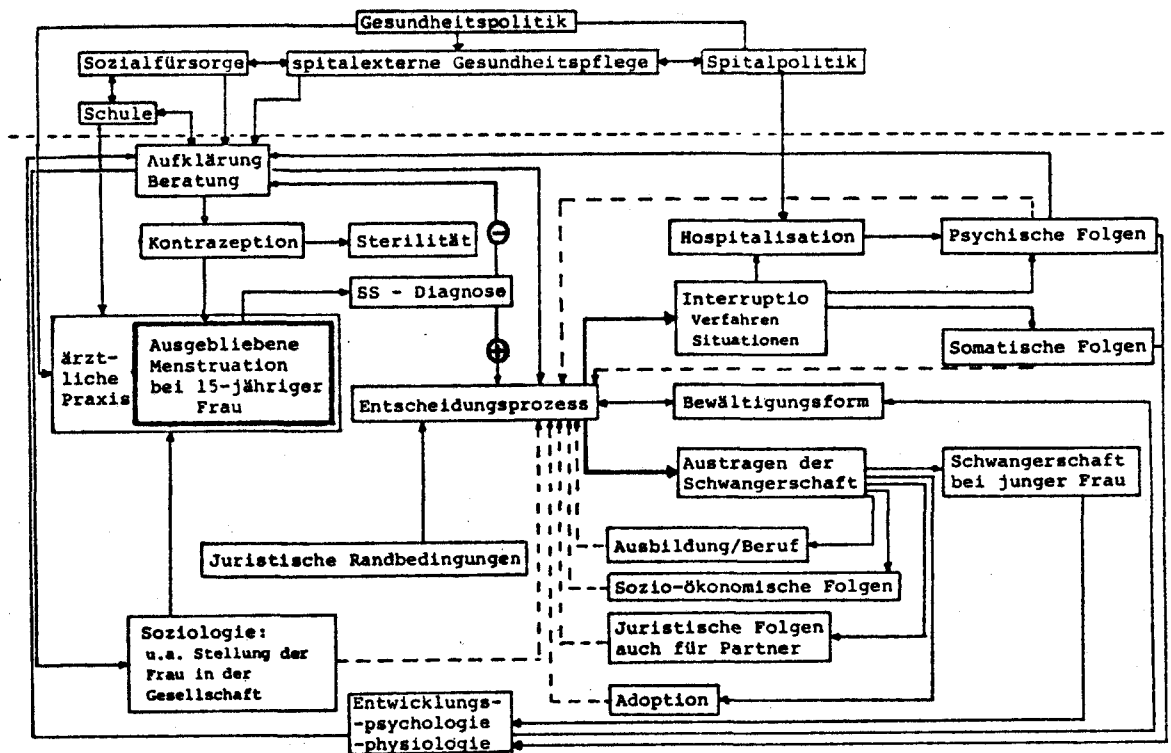 Gesundheitspolitik
Sozialfürsorge
spitalexterne Gesundheitspflege
Spitalpolitik
Schule
Aufklärung
Beratung
Kontrazeption
Sterilität
Hospitalisation
Psychische Folgen
−
SS - Diagnose
Interruptio
Verfahren
Situationen
+
ärzt-
liche
Praxis
Ausgebliebene
Menstruation
bei 15-jähriger
Frau
Somatische Folgen
Entscheidungsprozess
Bewältigungsform
Austragen der
Schwangerschaft
Schwangerschaft
bei junger Frau
Juristische Randbedingungen
Ausbildung/Beruf
Sozio-ökonomische Folgen
Soziologie:
u.a. Stellung der
Frau in der
Gesellschaft
Juristische Folgen
auch für Partner
Adoption
Entwicklungs-
-psychologie
-physiologie